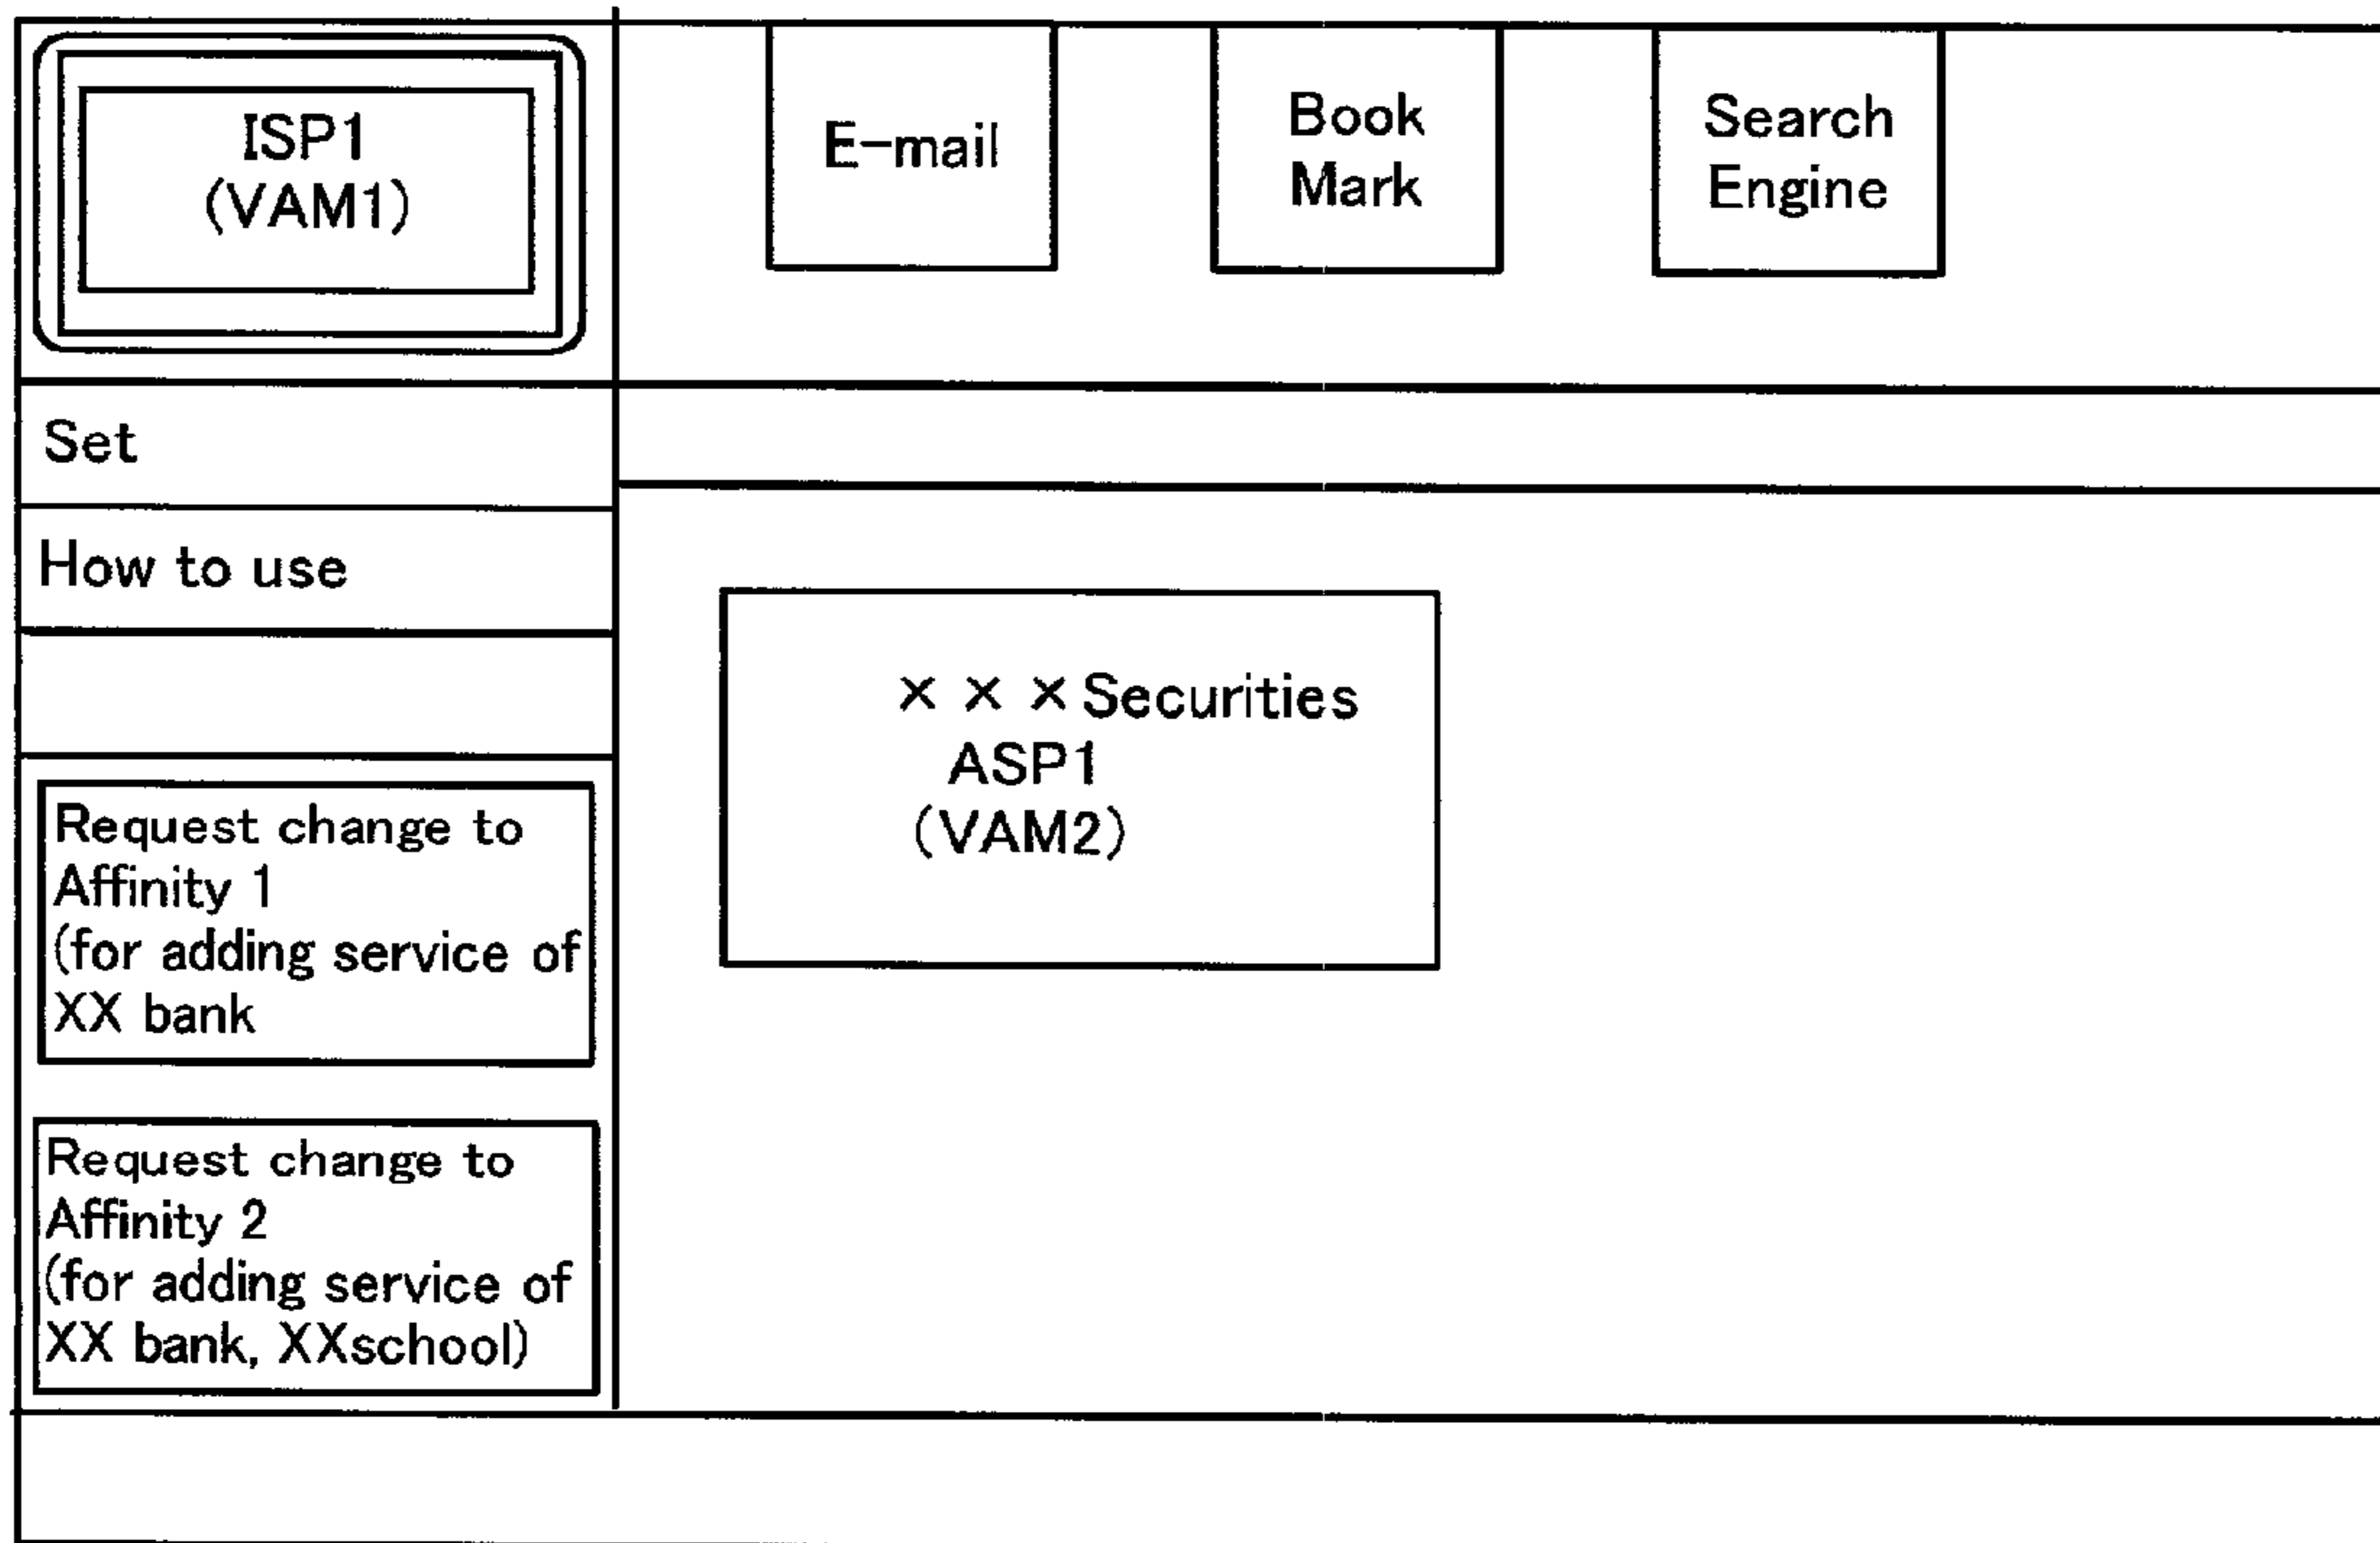 ISP1
(VAM1)
E-mail
Book
Mark
Search
Engine
Set
How to use
Request change to
Affinity 1
(for adding service of
XX bank
Request change to
Affinity 2
(for adding service of
XX bank, XXschool)
× × × Securities
ASP1
(VAM2)